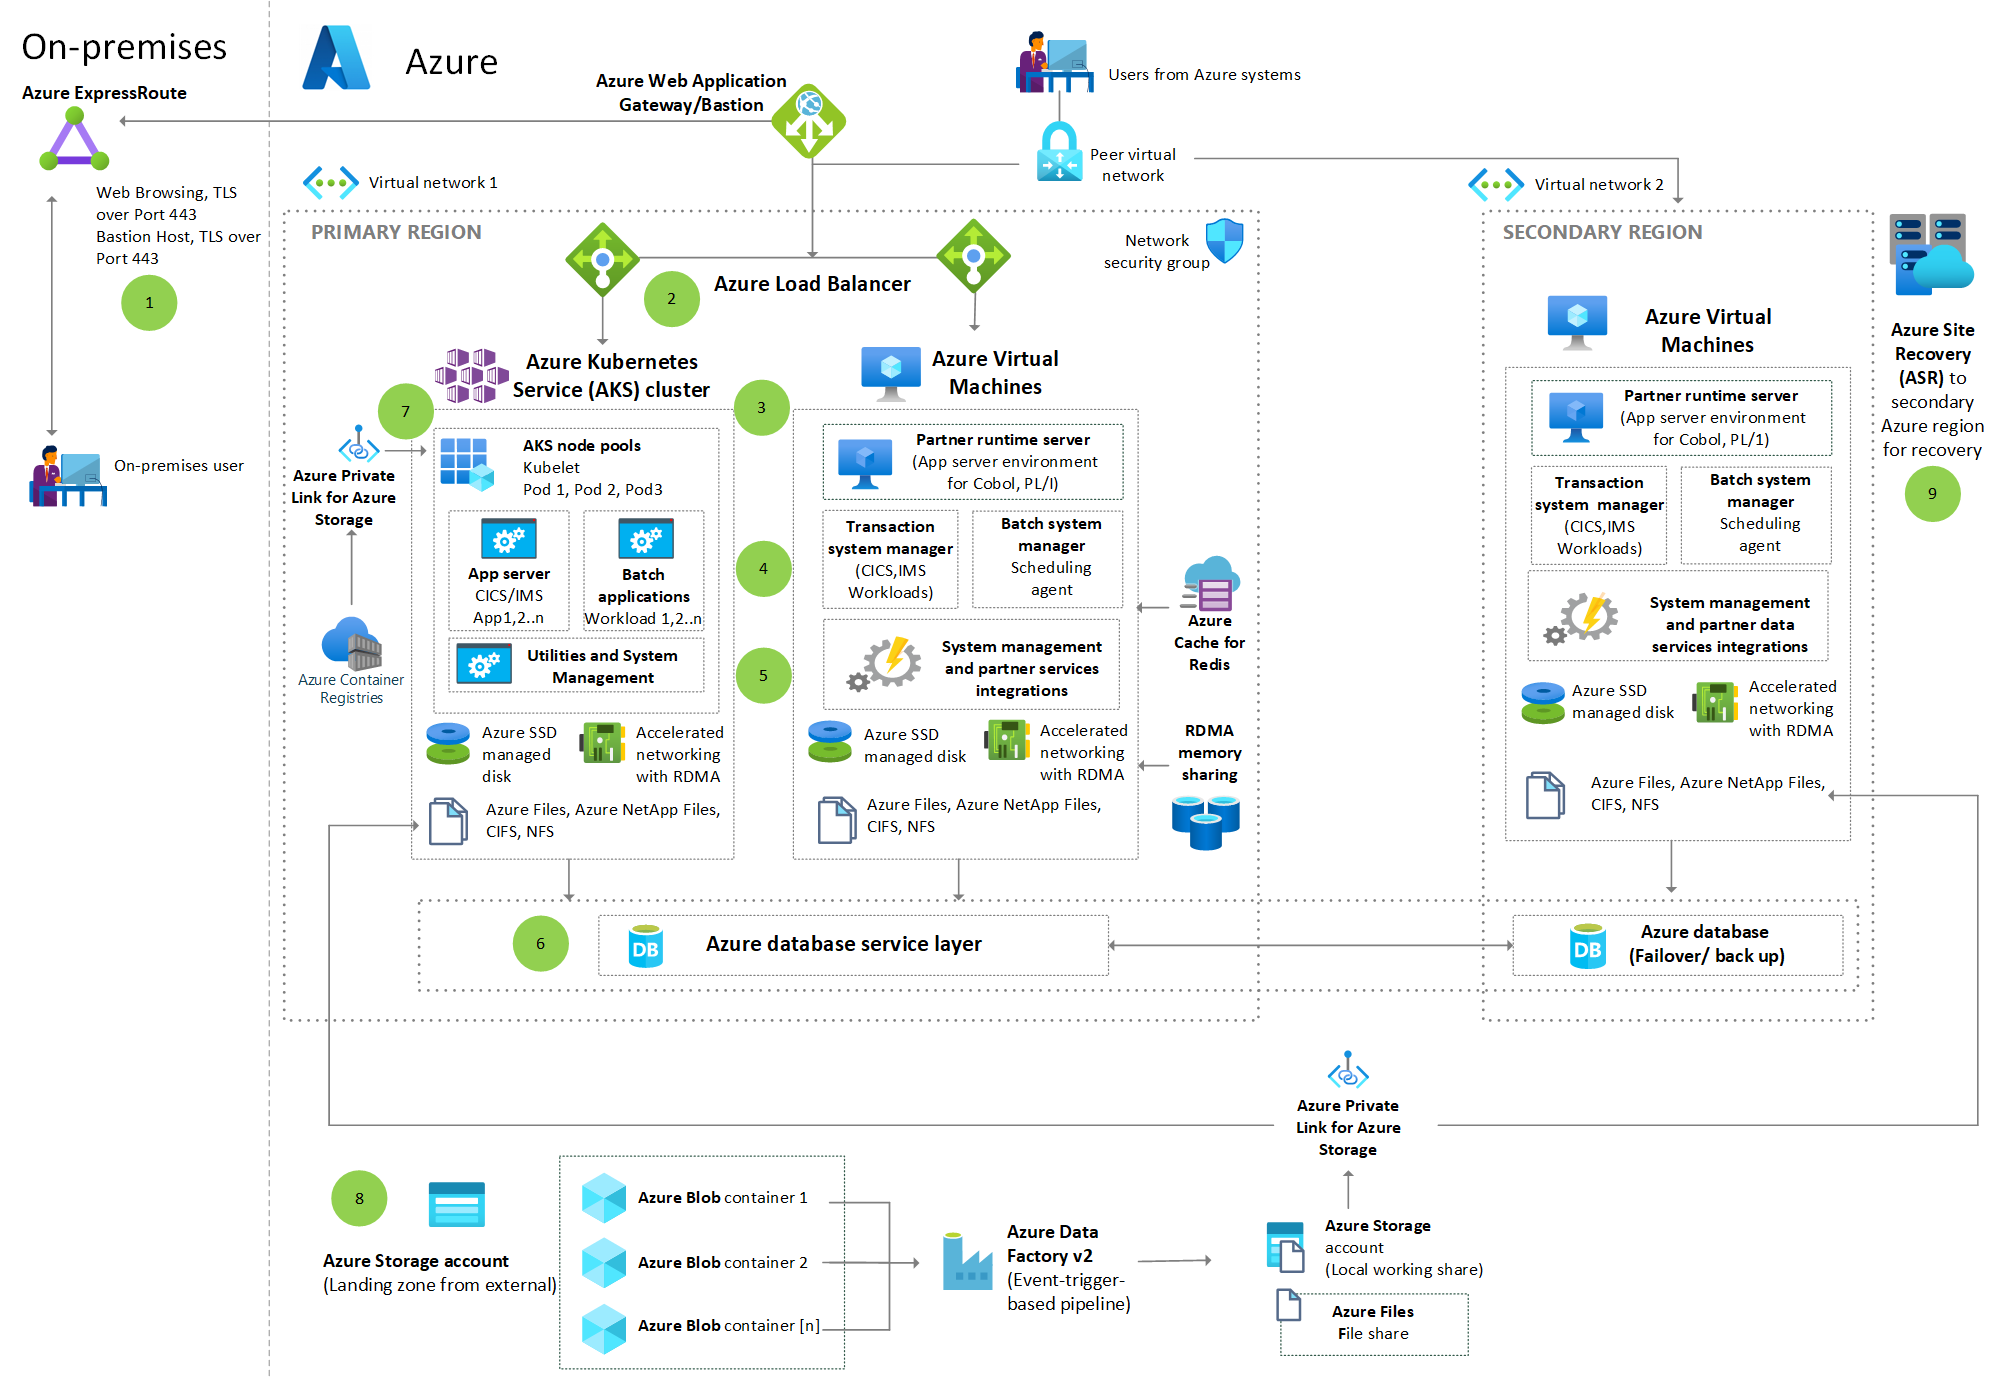 On-premises
Azure ExpressRoute
Web Browsing, TLS
over Port 443
Bastion Host, TLS over
Port 443
1
On-premises user
Azure
Azure Web Application
Gateway/Bastion
Users from Azure systems
Peer virtual
network
Virtual network 1
Virtual network 2
PRIMARY REGION
Network
security group
Azure Load Balancer
2
Azure Kubernetes
Service (AKS) cluster
7
Azure Private
Link for Azure
Storage
Azure Container
Registries
AKS node pools
Kubelet
Pod 1, Pod 2, Pod3
App server
CICS/IMS
App1,2..n
Batch
applications
Workload 1,2..n
Utilities and System
Management
Azure SSD
managed
disk
Accelerated
networking
with RDMA
Azure Files, Azure NetApp Files,
CIFS, NFS
3
4
5
Azure Virtual
Machines
Partner runtime server
(App server environment
for Cobol, PL/I)
Transaction
system manager
(CICS,IMS
Workloads)
Batch system
manager
Scheduling
agent
System management
and partner services
integrations
Azure SSD
managed disk
Accelerated
networking
with RDMA
Azure Files, Azure NetApp Files,
CIFS, NFS
Azure
Cache for
Redis
RDMA
memory
sharing
SECONDARY REGION
Azure Virtual
Machines
Partner runtime server
(App server environment
for Cobol, PL/1)
Transaction
system manager
(CICS,IMS
Workloads)
Batch system
manager
Scheduling
agent
System management
and partner data
services integrations
Azure SSD
managed disk
Accelerated
networking
with RDMA
Azure Files, Azure NetApp Files,
CIFS, NFS
Azure Site
Recovery
(ASR) to
secondary
Azure region
for recovery
9
6
DB
Azure database service layer
DB
Azure database
(Failover/ back up)
Azure Private
Link for Azure
Storage
8
Azure Storage account
(Landing zone from external)
Azure Blob container 1
Azure Blob container 2
Azure Blob container [n]
Azure Data
Factory v2
(Event-trigger-
based pipeline)
Azure Storage
account
(Local working share)
Azure Files
File share